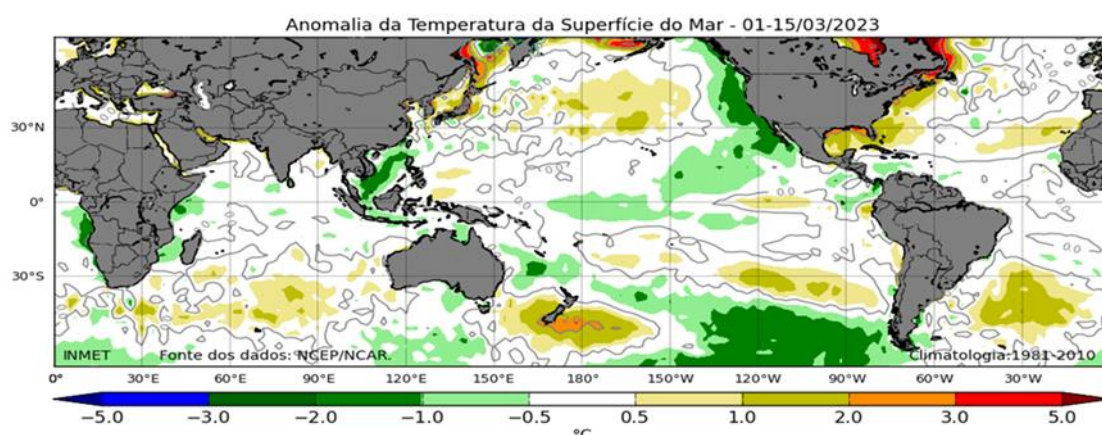 Anomalia da Temperatura da Superfície do Mar - 01-15/03/2023
30°N
0°
30°S
INMET Fonte dos dados: NCEP/NCAR. Climatologia:1981-2010
0° 30°E 60°E 90°E 120°E 150°E 180° 150°W 120°W 90°W 60°W 30°W
−5.0 −3.0 −2.0 −1.0 −0.5 0.5 1.0 2.0 3.0 5.0
°C